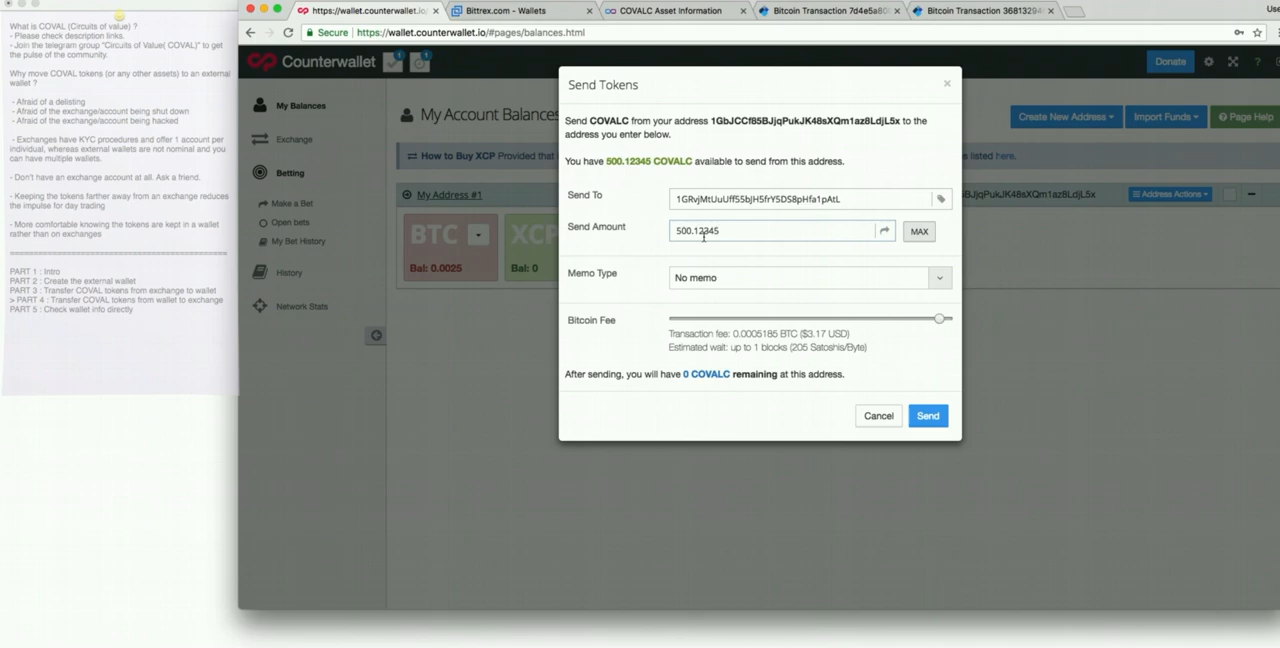 What is COVAL (Circuits of value) ?
- Please check description links.
- Join the telegram group "Circuits of Value( COVAL)" to get
the pulse of the community.
Why move COVAL tokens (or any other assets) to an external
wallet ?
- Afraid of a delisting
- Afraid of the exchange/account being shut down
- Afraid of the exchange/account being hacked
- Exchanges have KYC procedures and offer 1 account per
individual, whereas external wallets are not nominal and you
can have multiple wallets.
- Don't have an exchange account at all. Ask a friend.
- Keeping the tokens farther away from an exchange reduces
the impulse for day trading
- More comfortable knowing the tokens are kept in a wallet
rather than on exchanges
==============================================
PART 1 : Intro
PART 2 : Create the external wallet
PART 3 : Transfer COVAL tokens from exchange to wallet
> PART 4 : Transfer COVAL tokens from wallet to exchange
PART 5 : Check wallet info directly
https://wallet.counterwallet.io/
Bittrex.com - Wallets
COVALC Asset Information
Bitcoin Transaction 7d4e5a80
Bitcoin Transaction 36813294
Use
Secure
https://wallet.counterwallet.io/#pages/balances.html
Counterwallet
1
1
Donate
My Balances
Exchange
Betting
Make a Bet
Open bets
My Bet History
History
Network Stats
My Account Balances
Create New Address
Import Funds
Page Help
How to Buy XCP Provided that
s listed here.
My Address #1
BJjqPukJK48sXQm1az8LdjL5x
Address Actions
BTC
Bal: 0.0025
XCP
Bal: 0
Send Tokens
Send COVALC from your address 1GbJCCf85BJjqPukJK48sXQm1az8LdjL5x to the
address you enter below.
You have 500.12345 COVALC available to send from this address.
Send To
1GRvjMtUuUff55bjH5frY5DS8pHfa1pAtL
Send Amount
500.12345
MAX
Memo Type
No memo
Bitcoin Fee
Transaction fee: 0.0005185 BTC ($3.17 USD)
Estimated wait: up to 1 blocks (205 Satoshis/Byte)
After sending, you will have 0 COVALC remaining at this address.
Cancel
Send